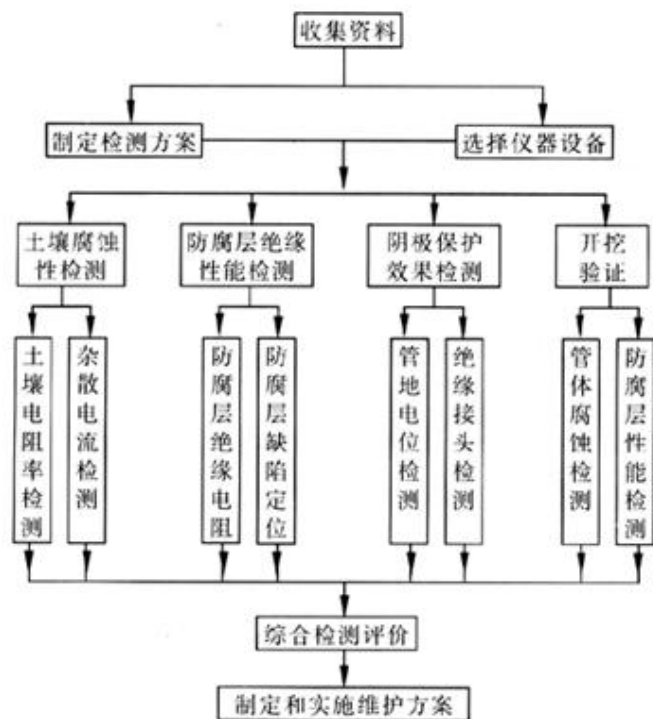 收集资料
制定检测方案
选择仪器设备
土壤腐蚀
性检测
防腐层绝缘
性能检测
阴极保护
效果检测
开挖
验证
土壤电阻率检测
杂散电流检测
防腐层绝缘电阻
防腐层缺陷定位
管地电位检测
绝缘接头检测
管体腐蚀检测
防腐层性能检测
综合检测评价
制定和实施维护方案